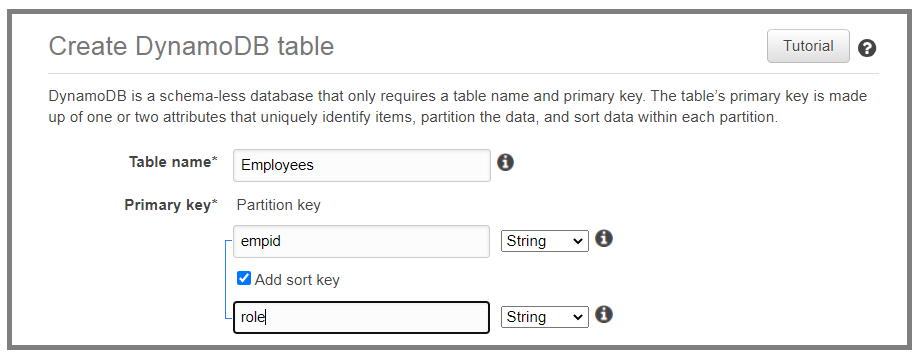 Create DynamoDB table
Tutorial
DynamoDB is a schema-less database that only requires a table name and primary key. The table's primary key is made
up of one or two attributes that uniquely identify items, partition the data, and sort data within each partition.
Table name* Employees
Primary key* Partition key
empid String
Add sort key
role String